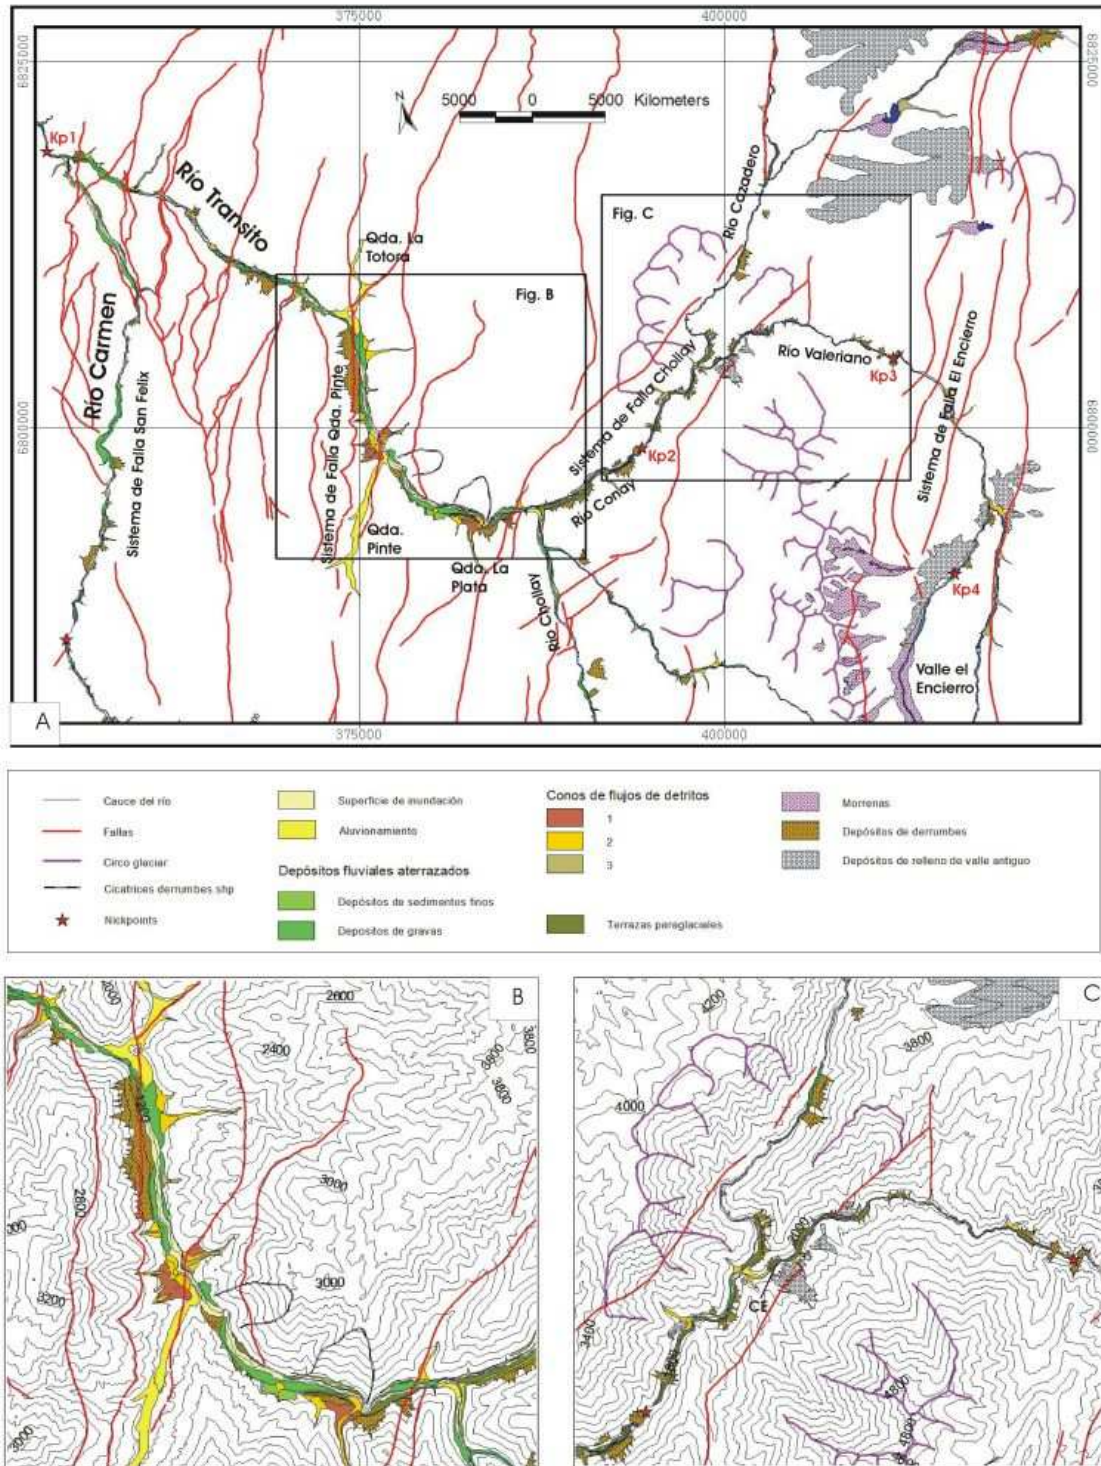 375000
400000
6825000
6825000
N
5000 0 5000 Kilometers
Kp1
Río Transito
Río Cazadero
Fig. C
Qda. La
Totora
Fig. B
Río Carmen
Río Valeriano
Kp3
Sistema de Falla San Felix
Sistema de Falla Qda. Pinte
Sistema de Falla Chollay
Sistema de Falla El Encierro
6800000
6800000
Kp2
Río Conay
Qda.
Pinte
Qda. La
Plata
Río Chollay
Kp4
Valle el
Encierro
A
375000
400000
Cauce del río
Fallas
Circo glaciar
Cicatrices derrumbes shp
Nickpoints
Superficie de inundación
Aluvionamiento
Depósitos fluviales aterrazados
Depósitos de sedimentos finos
Depositos de gravas
Conos de flujos de detritos
1
2
3
Terrazas paraglaciales
Morrenas
Depósitos de derrumbes
Depósitos de relleno de valle antiguo
B
2600
2400
3800
3800
3800
3000
2800
3200
3000
3000
C
4200
3800
4000
CE
3400
4800
4800